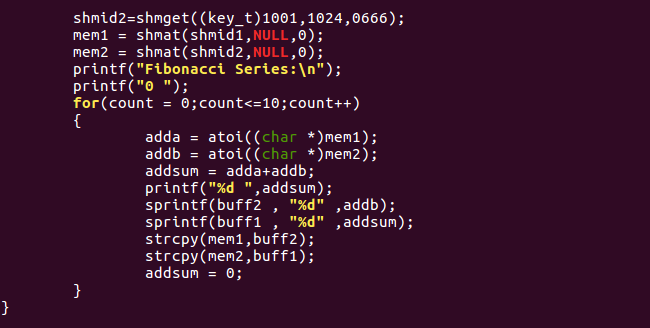 shmid2=shmget((key_t)1001,1024,0666);
mem1 = shmat(shmid1,NULL,0);
mem2 = shmat(shmid2,NULL,0);
printf("Fibonacci Series:\n");
printf("0 ");
for(count = 0;count<=10;count++)
{
adda = atoi((char *)mem1);
addb = atoi((char *)mem2);
addsum = adda+addb;
printf("%d ",addsum);
sprintf(buff2 , "%d" ,addb);
sprintf(buff1 , "%d" ,addsum);
strcpy(mem1,buff2);
strcpy(mem2,buff1);
addsum = 0;
}
}